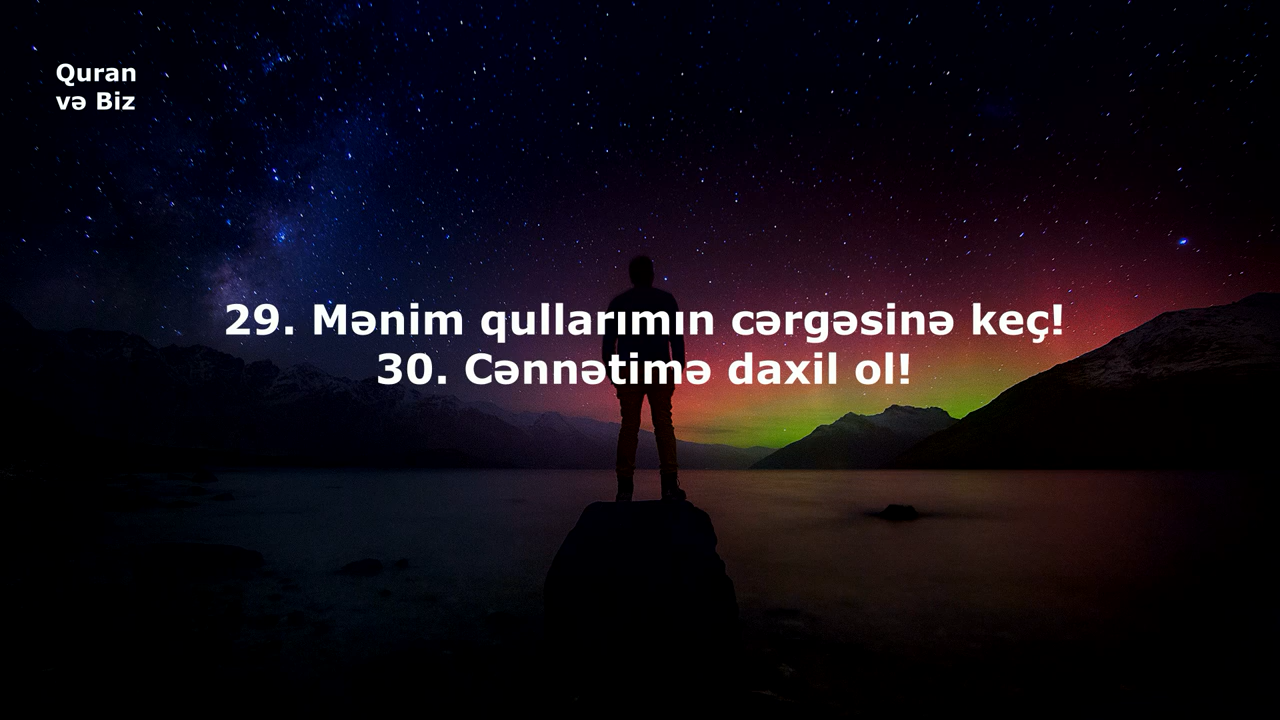 Quran
və Biz
29. Mənim qullarımın cərgəsinə keç!
30. Cənnətimə daxil ol!